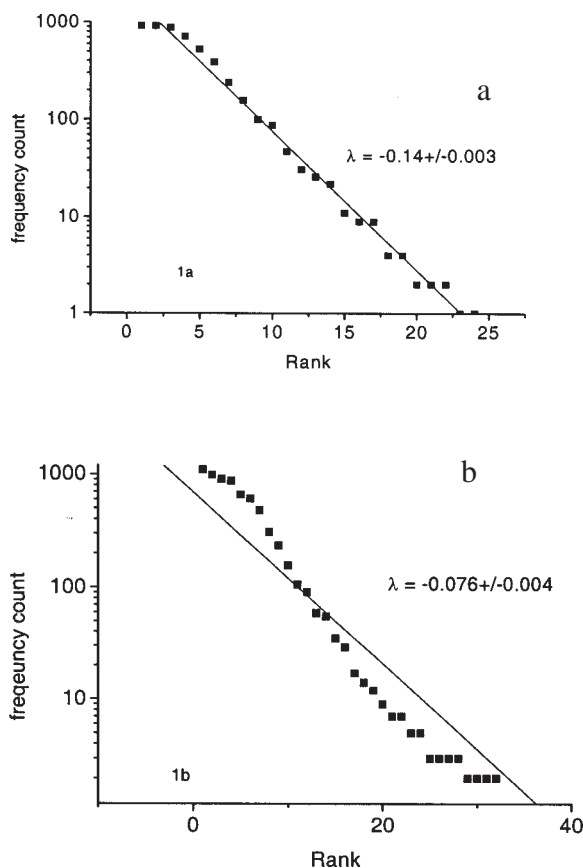 1000
a
100
λ = -0.14+/-0.003
frequency count
10
1a
1
0 5 10 15 20 25
Rank
1000
b
λ = -0.076+/-0.004
100
freqeuncy count
10
1b
0 20 40
Rank